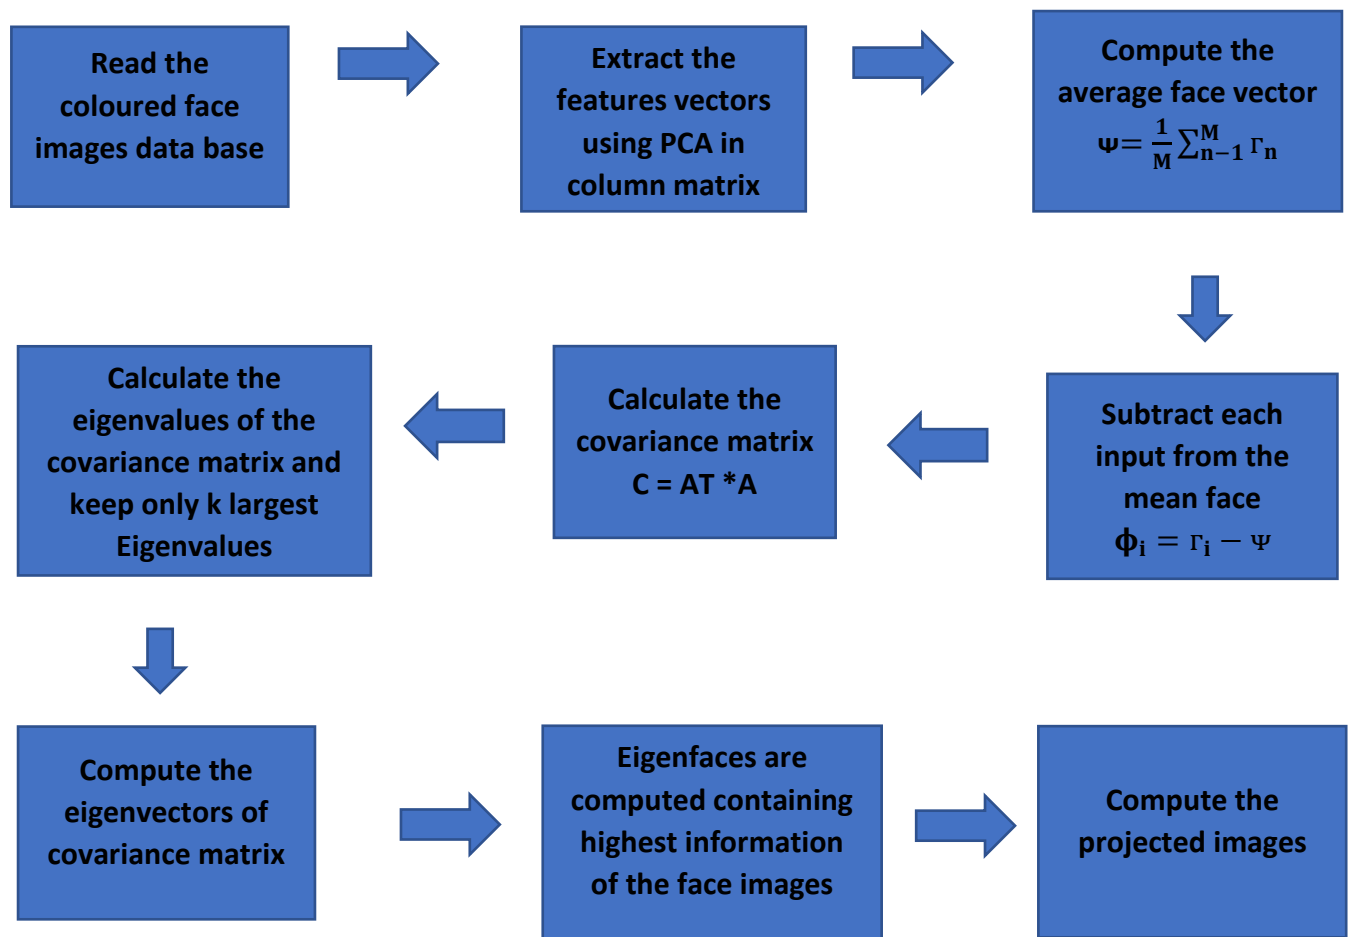 Read the
coloured face
images data base
Extract the
features vectors
using PCA in
column matrix
Compute the
average face vector
Ψ= 1/M ∑_{n−1}^{M} Γ_n
Subtract each
input from the
mean face
ϕ_i = Γ_i − Ψ
Calculate the
covariance matrix
C = AT *A
Calculate the
eigenvalues of the
covariance matrix and
keep only k largest
Eigenvalues
Compute the
eigenvectors of
covariance matrix
Eigenfaces are
computed containing
highest information
of the face images
Compute the
projected images